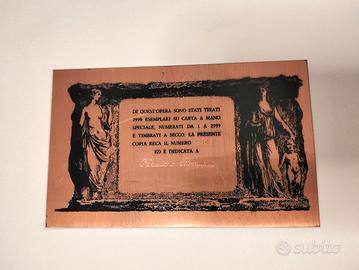 DI QUEST'OPERA SONO STATI TIRATI
2999 ESEMPLARI SU CARTA A MANO
SPECIALE, NUMERATI DA 1 A 2999
E TIMBRATI A SECCO. LA PRESENTE
COPIA RECA IL NUMERO
E DEDICATA A
subito